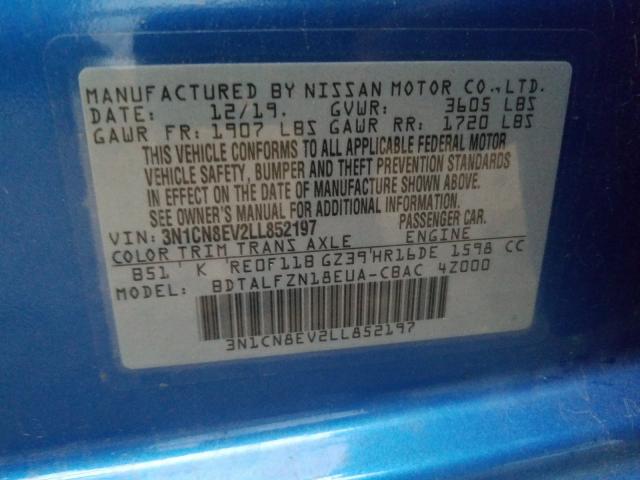 MANUFACTURED BY NISSAN MOTOR CO., LTD.
DATE: 12/19. GVWR: 3605 LBS
GAWR FR: 1907 LBS GAWR RR: 1720 LBS
THIS VEHICLE CONFORMS TO ALL APPLICABLE FEDERAL MOTOR
VEHICLE SAFETY, BUMPER AND THEFT PREVENTION STANDARDS
IN EFFECT ON THE DATE OF MANUFACTURE SHOWN ABOVE.
SEE OWNER'S MANUAL FOR ADDITIONAL INFORMATION.
VIN: 3N1CN8EV2LL852197 PASSENGER CAR.
COLOR TRIM TRANS AXLE ENGINE
B51 K RE0F11B GZ39 HR16DE 1598 CC
MODEL: BDTALFZN18EUA-CBAC 4Z000
3N1CN8EV2LL852197